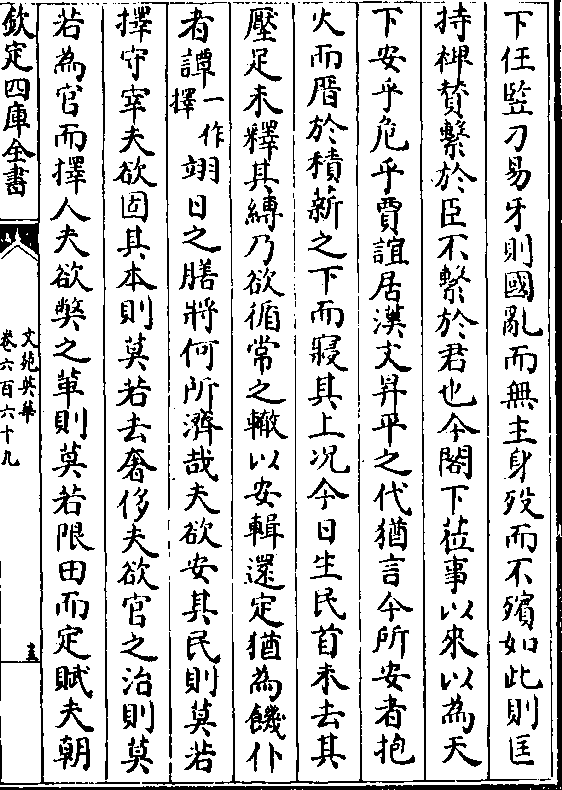 下任豎刁易牙則國亂而無主身歿而不殯如此則匡
持裨贊繫於臣不繫於君也今閣下莅事以來以為天
下安乎危乎賈誼居漢文昇平之代猶言今所安者抱
火而厝於積薪之下而寢其上况今日生民首未去其
壓足未釋其縛乃欲循常之轍以安輯還定猶為饑仆
者譚一作擇翊日之膳將何所濟哉夫欲安其民則莫若
擇守宰夫欲固其本則莫若去奢侈夫欲官之治則莫
若為官而擇人夫欲弊之革則莫若限田而定賦夫朝
欽定四庫全書
文苑英華
卷六百六十九